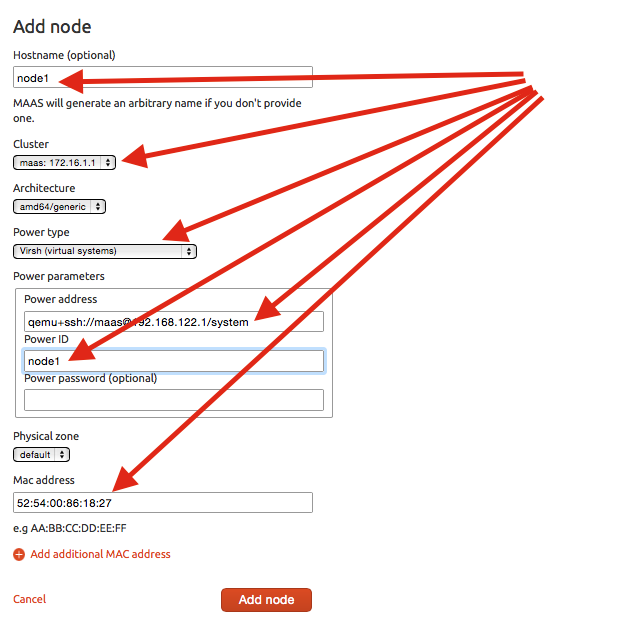 Add node
Hostname (optional)
node1
MAAS will generate an arbitrary name if you don't provide
one.
Cluster
maas: 172.16.1.1
Architecture
amd64/generic
Power type
Virsh (virtual systems)
Power parameters
Power address
qemu+ssh://maas@192.168.122.1/system
Power ID
node1
Power password (optional)
Physical zone
default
Mac address
52:54:00:86:18:27
e.g AA:BB:CC:DD:EE:FF
Add additional MAC address
Cancel
Add node